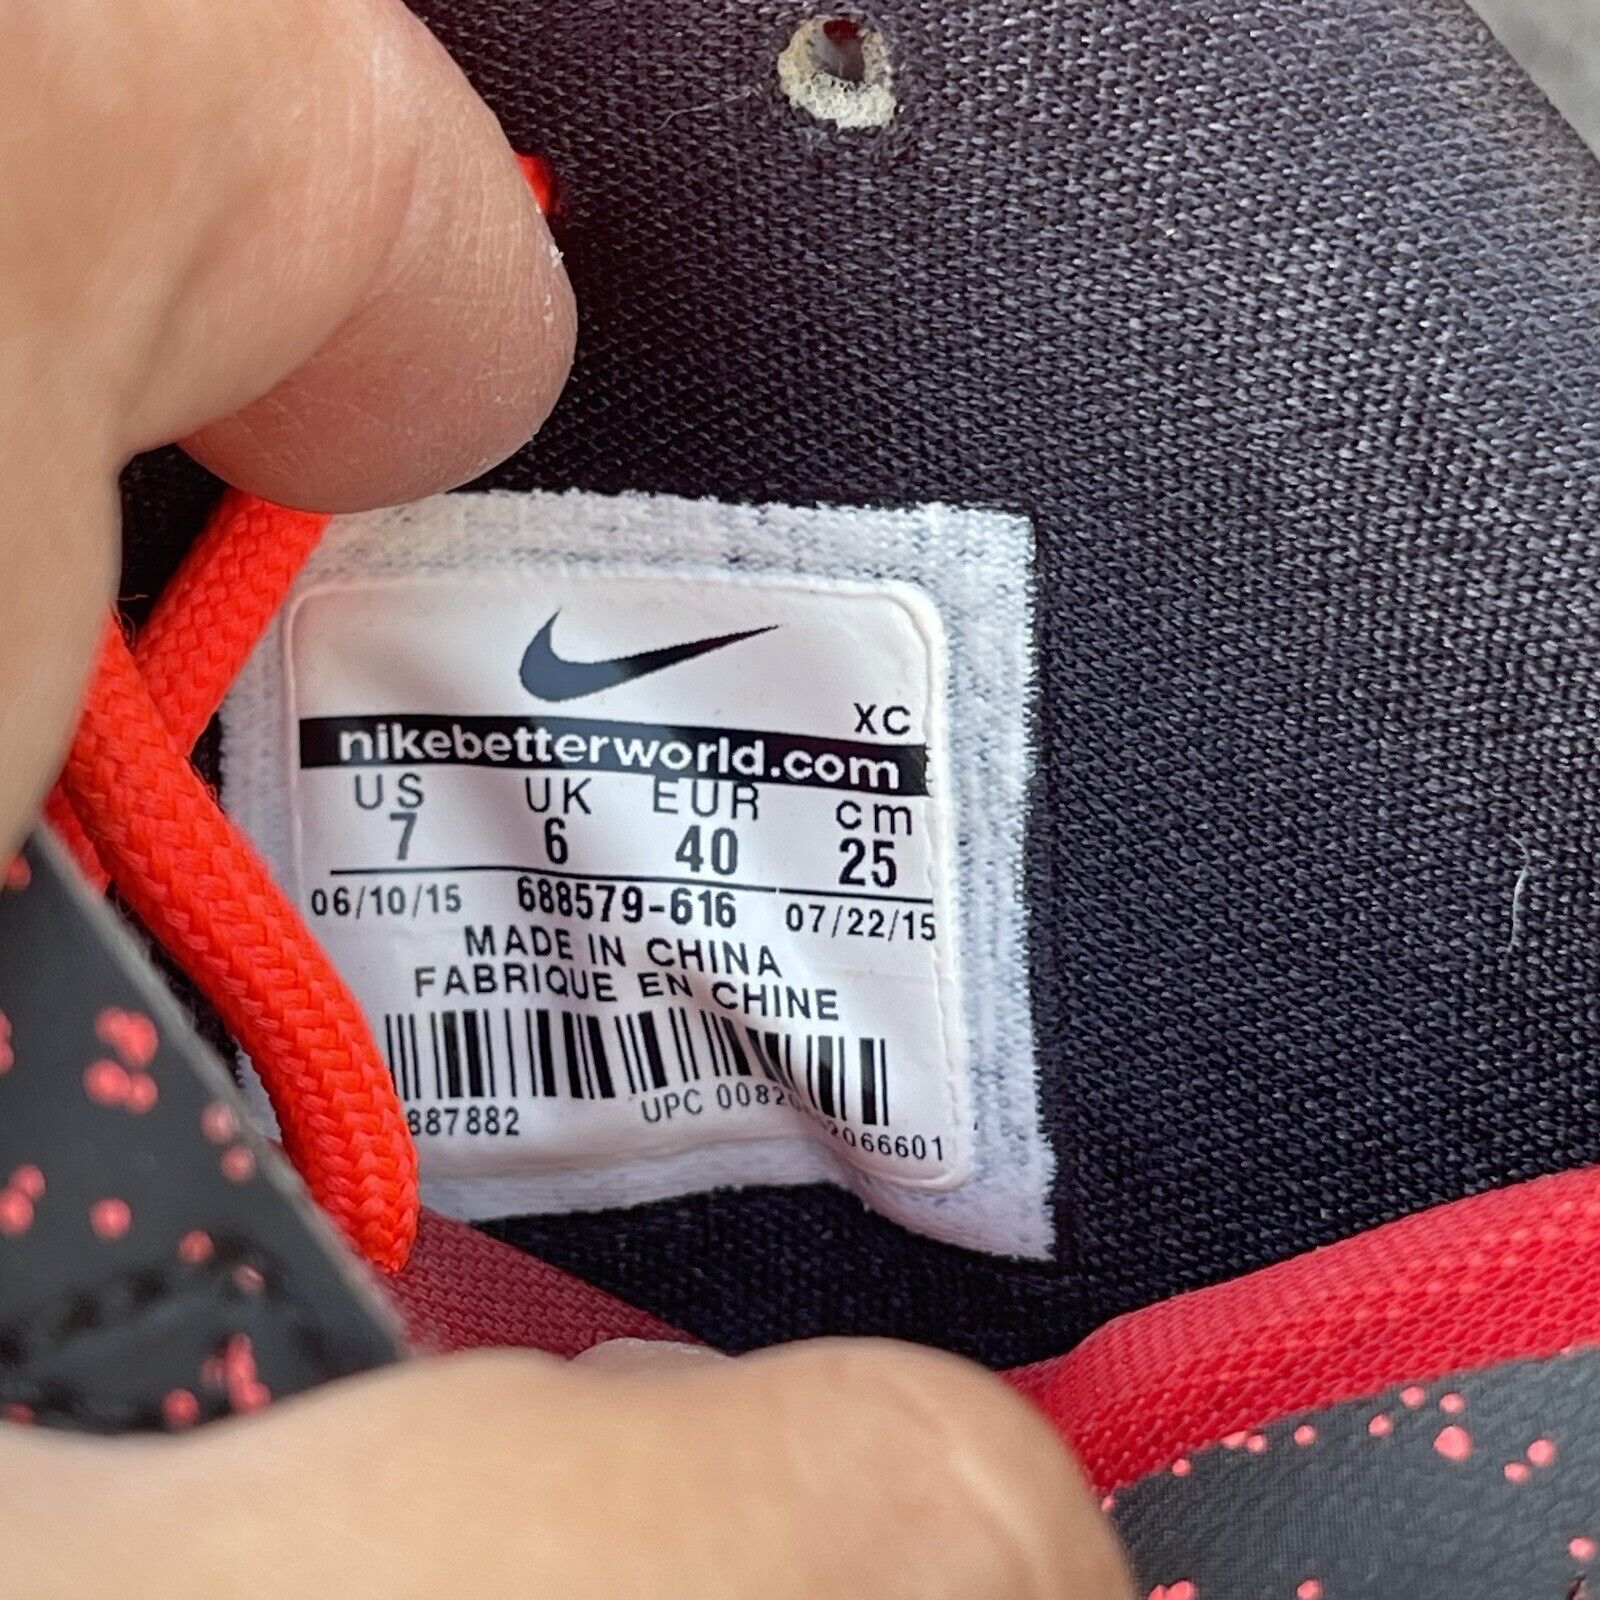 XC
nikebetterworld.com
US UK EUR cm
7 6 40 25
06/10/15 688579-616 07/22/15
MADE IN CHINA
FABRIQUE EN CHINE
887882 UPC 00820 2066601